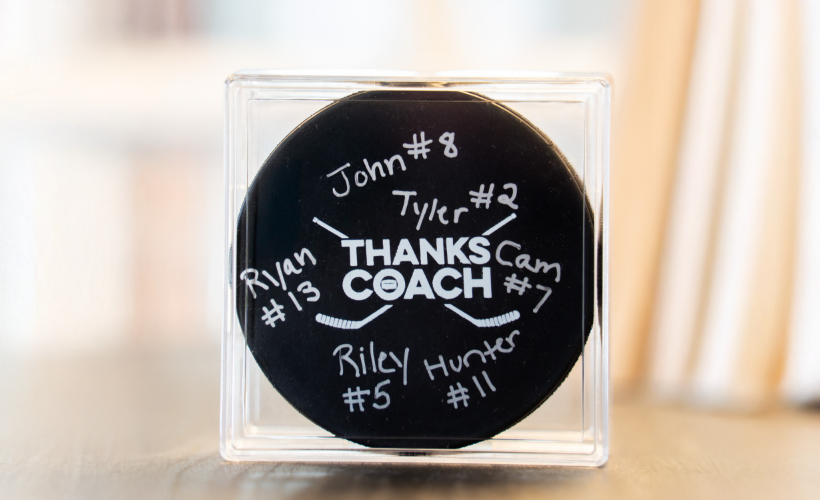 John #8
Tyler #2
Ryan
#13
THANKS
COACH
Cam
#7
Riley
#5
Hunter
#11